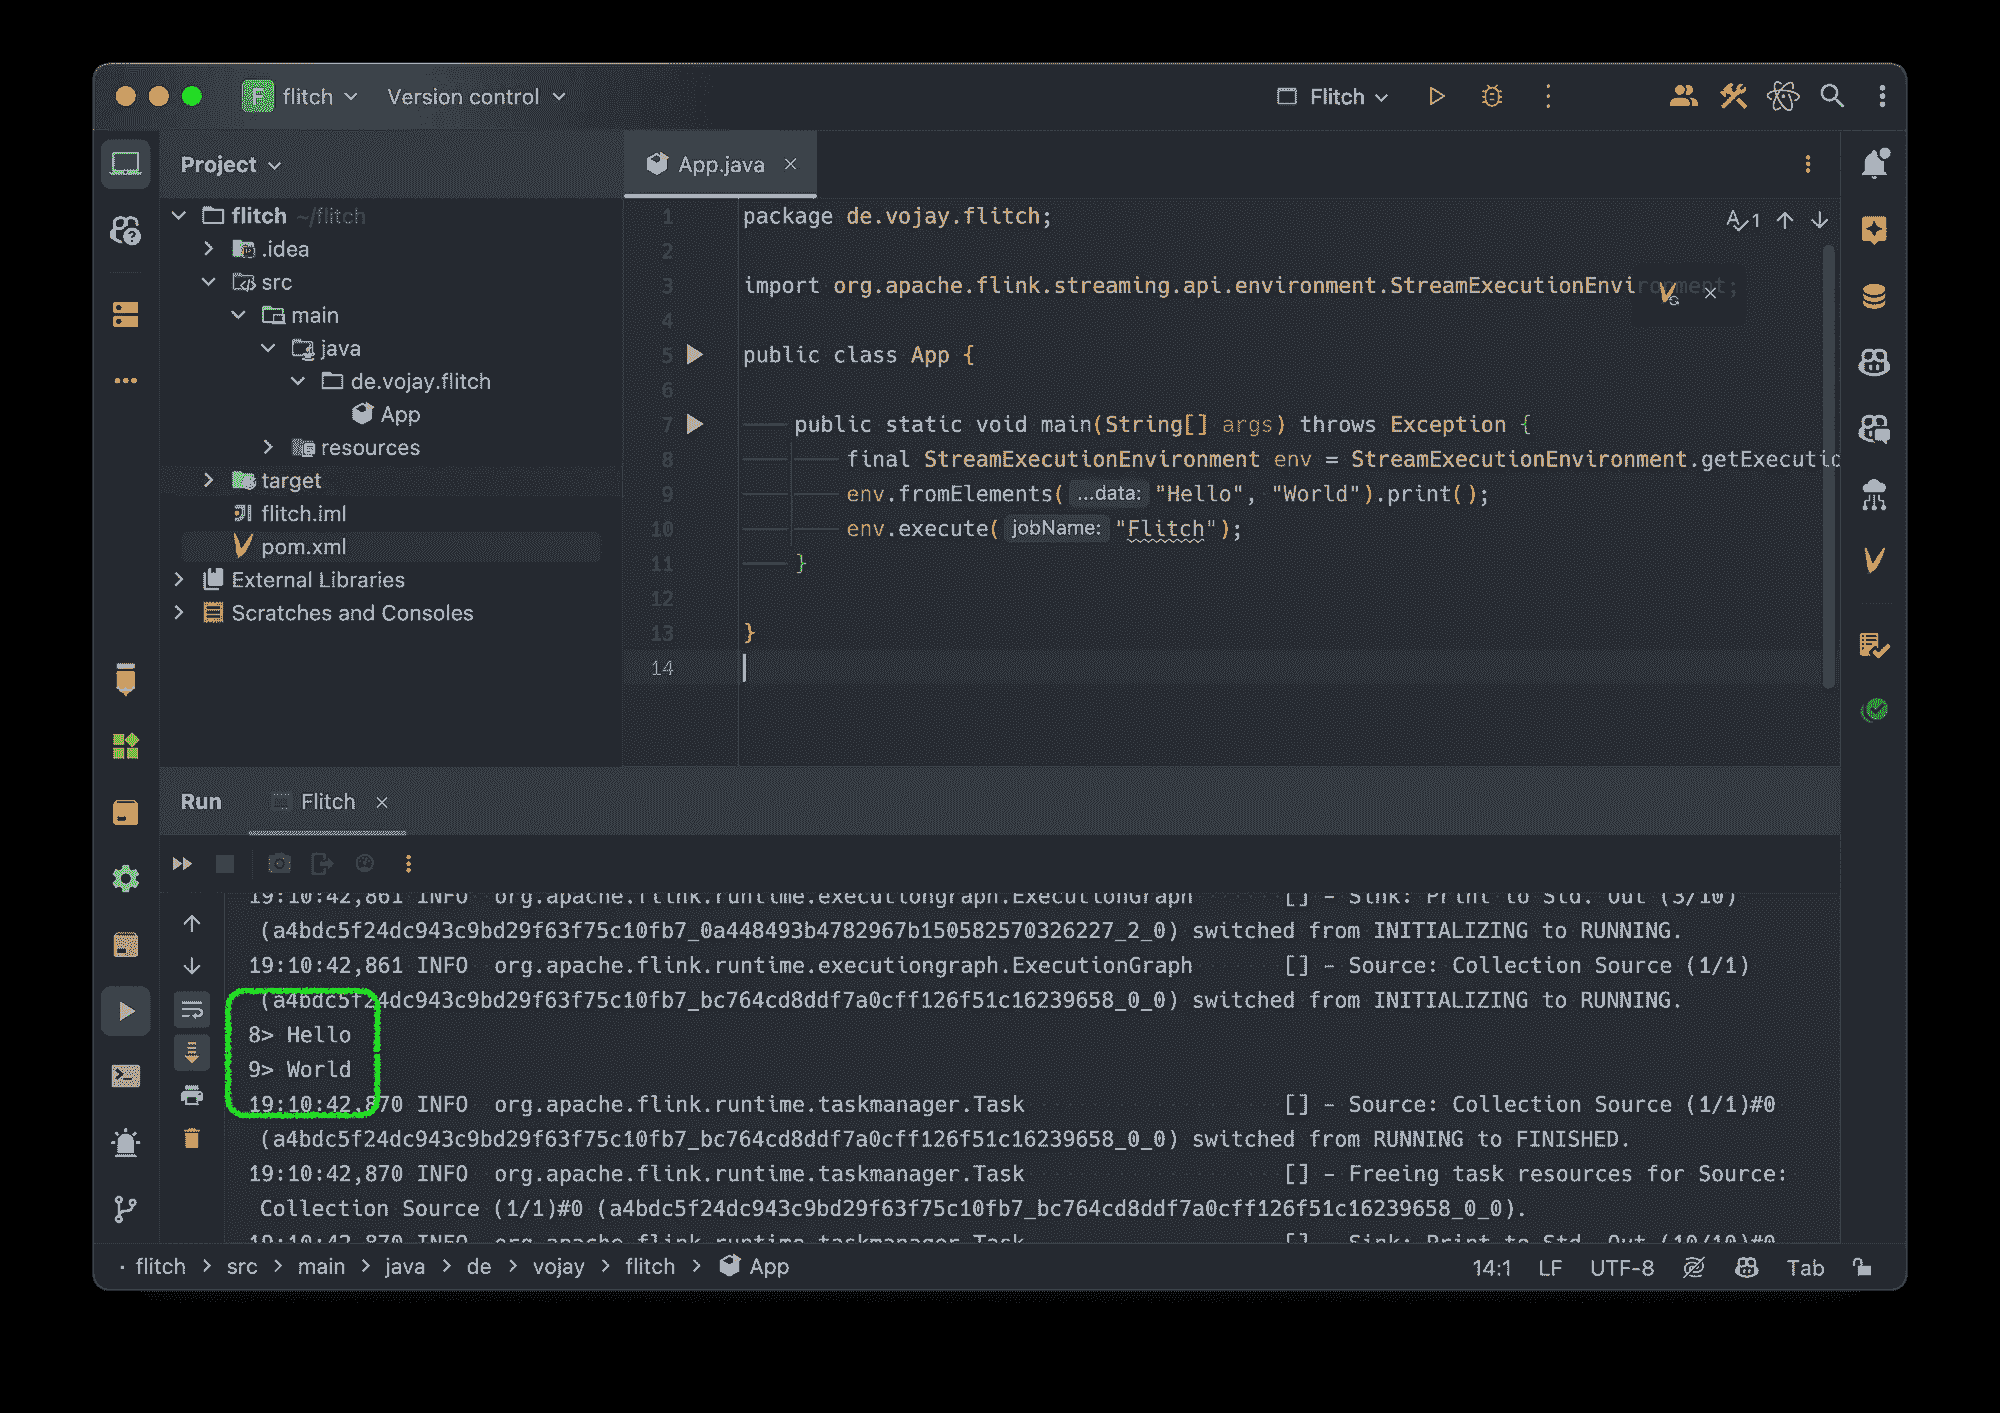 F flitch Version control Flitch
Project
App.java
flitch ~/flitch
.idea
src
main
java
de.vojay.flitch
App
resources
target
flitch.iml
pom.xml
External Libraries
Scratches and Consoles
1 package de.vojay.flitch;
2
3 import org.apache.flink.streaming.api.environment.StreamExecutionEnvironment;
4
5 public class App {
6
7 public static void main(String[] args) throws Exception {
8 final StreamExecutionEnvironment env = StreamExecutionEnvironment.getExecutio
9 env.fromElements( ...data: "Hello", "World").print();
10 env.execute( jobName: "Flitch");
11 }
12
13 }
14
1
Run Flitch
19:10:42,861 INFO org.apache.flink.runtime.executiongraph.ExecutionGraph [] - Sink: Print to Std. Out (3/10)
(a4bdc5f24dc943c9bd29f63f75c10fb7_0a448493b4782967b150582570326227_2_0) switched from INITIALIZING to RUNNING.
19:10:42,861 INFO org.apache.flink.runtime.executiongraph.ExecutionGraph [] - Source: Collection Source (1/1)
(a4bdc5f24dc943c9bd29f63f75c10fb7_bc764cd8ddf7a0cff126f51c16239658_0_0) switched from INITIALIZING to RUNNING.
8> Hello
9> World
19:10:42,870 INFO org.apache.flink.runtime.taskmanager.Task [] - Source: Collection Source (1/1)#0
(a4bdc5f24dc943c9bd29f63f75c10fb7_bc764cd8ddf7a0cff126f51c16239658_0_0) switched from RUNNING to FINISHED.
19:10:42,870 INFO org.apache.flink.runtime.taskmanager.Task [] - Freeing task resources for Source:
Collection Source (1/1)#0 (a4bdc5f24dc943c9bd29f63f75c10fb7_bc764cd8ddf7a0cff126f51c16239658_0_0).
19:10:42,870 INFO org.apache.flink.runtime.taskmanager.Task [] - Sink: Print to Std. Out (10/10)#0
flitch > src > main > java > de > vojay > flitch > App
14:1 LF UTF-8 Tab